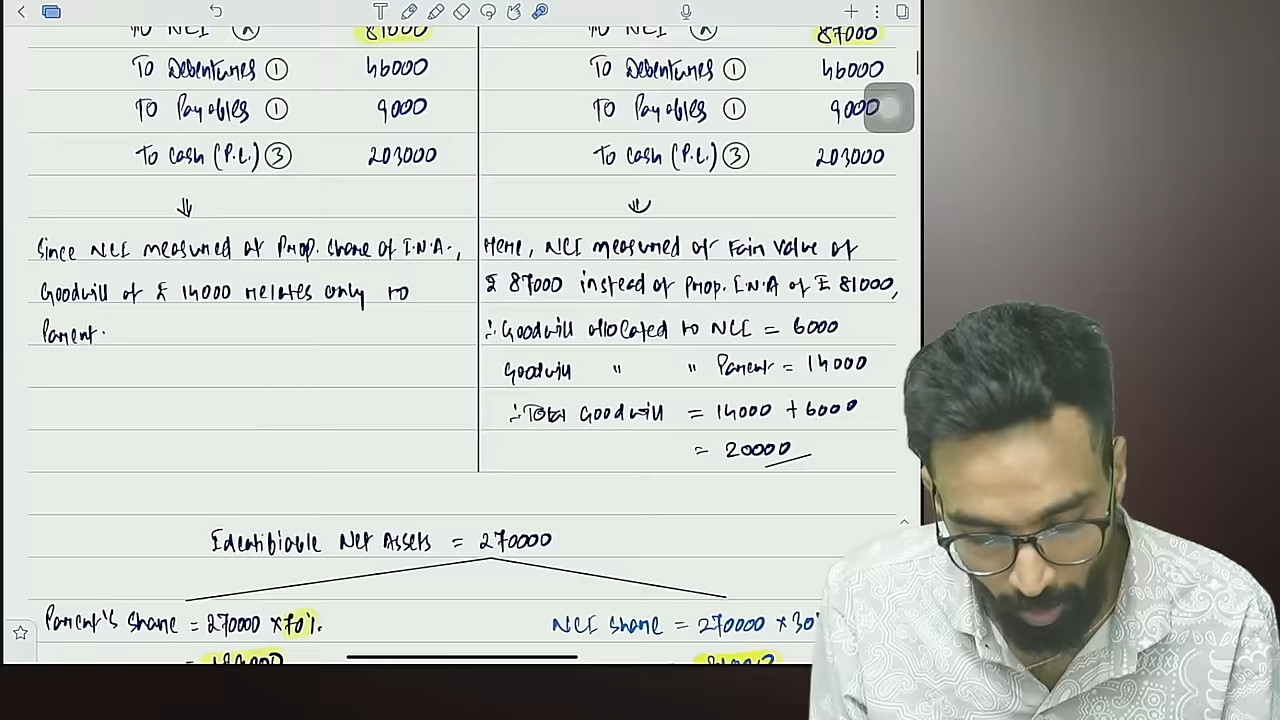 To NCI 81000
To Debentures ① 46000
To Payables ① 9000
To Cash (P.C.) ③ 203000
Since NCI measured at Prop. Share of I.N.A.,
Goodwill of ₹ 14000 relates only to
Parent.
To NCI 87000
To Debentures ① 46000
To Payables ① 9000
To Cash (P.C.) ③ 203000
Here, NCI measured at Fair Value of
₹ 87000 instead of Prop. I.N.A of ₹ 81000,
∴ Goodwill allocated to NCI = 6000
Goodwill " " Parent = 14000
∴ Total Goodwill = 14000 + 6000
= 20000
Identifiable Net Assets = 270000
Parent's Share = 270000 × 70%.
= 189000
NCI Share = 270000 × 30
= 81000